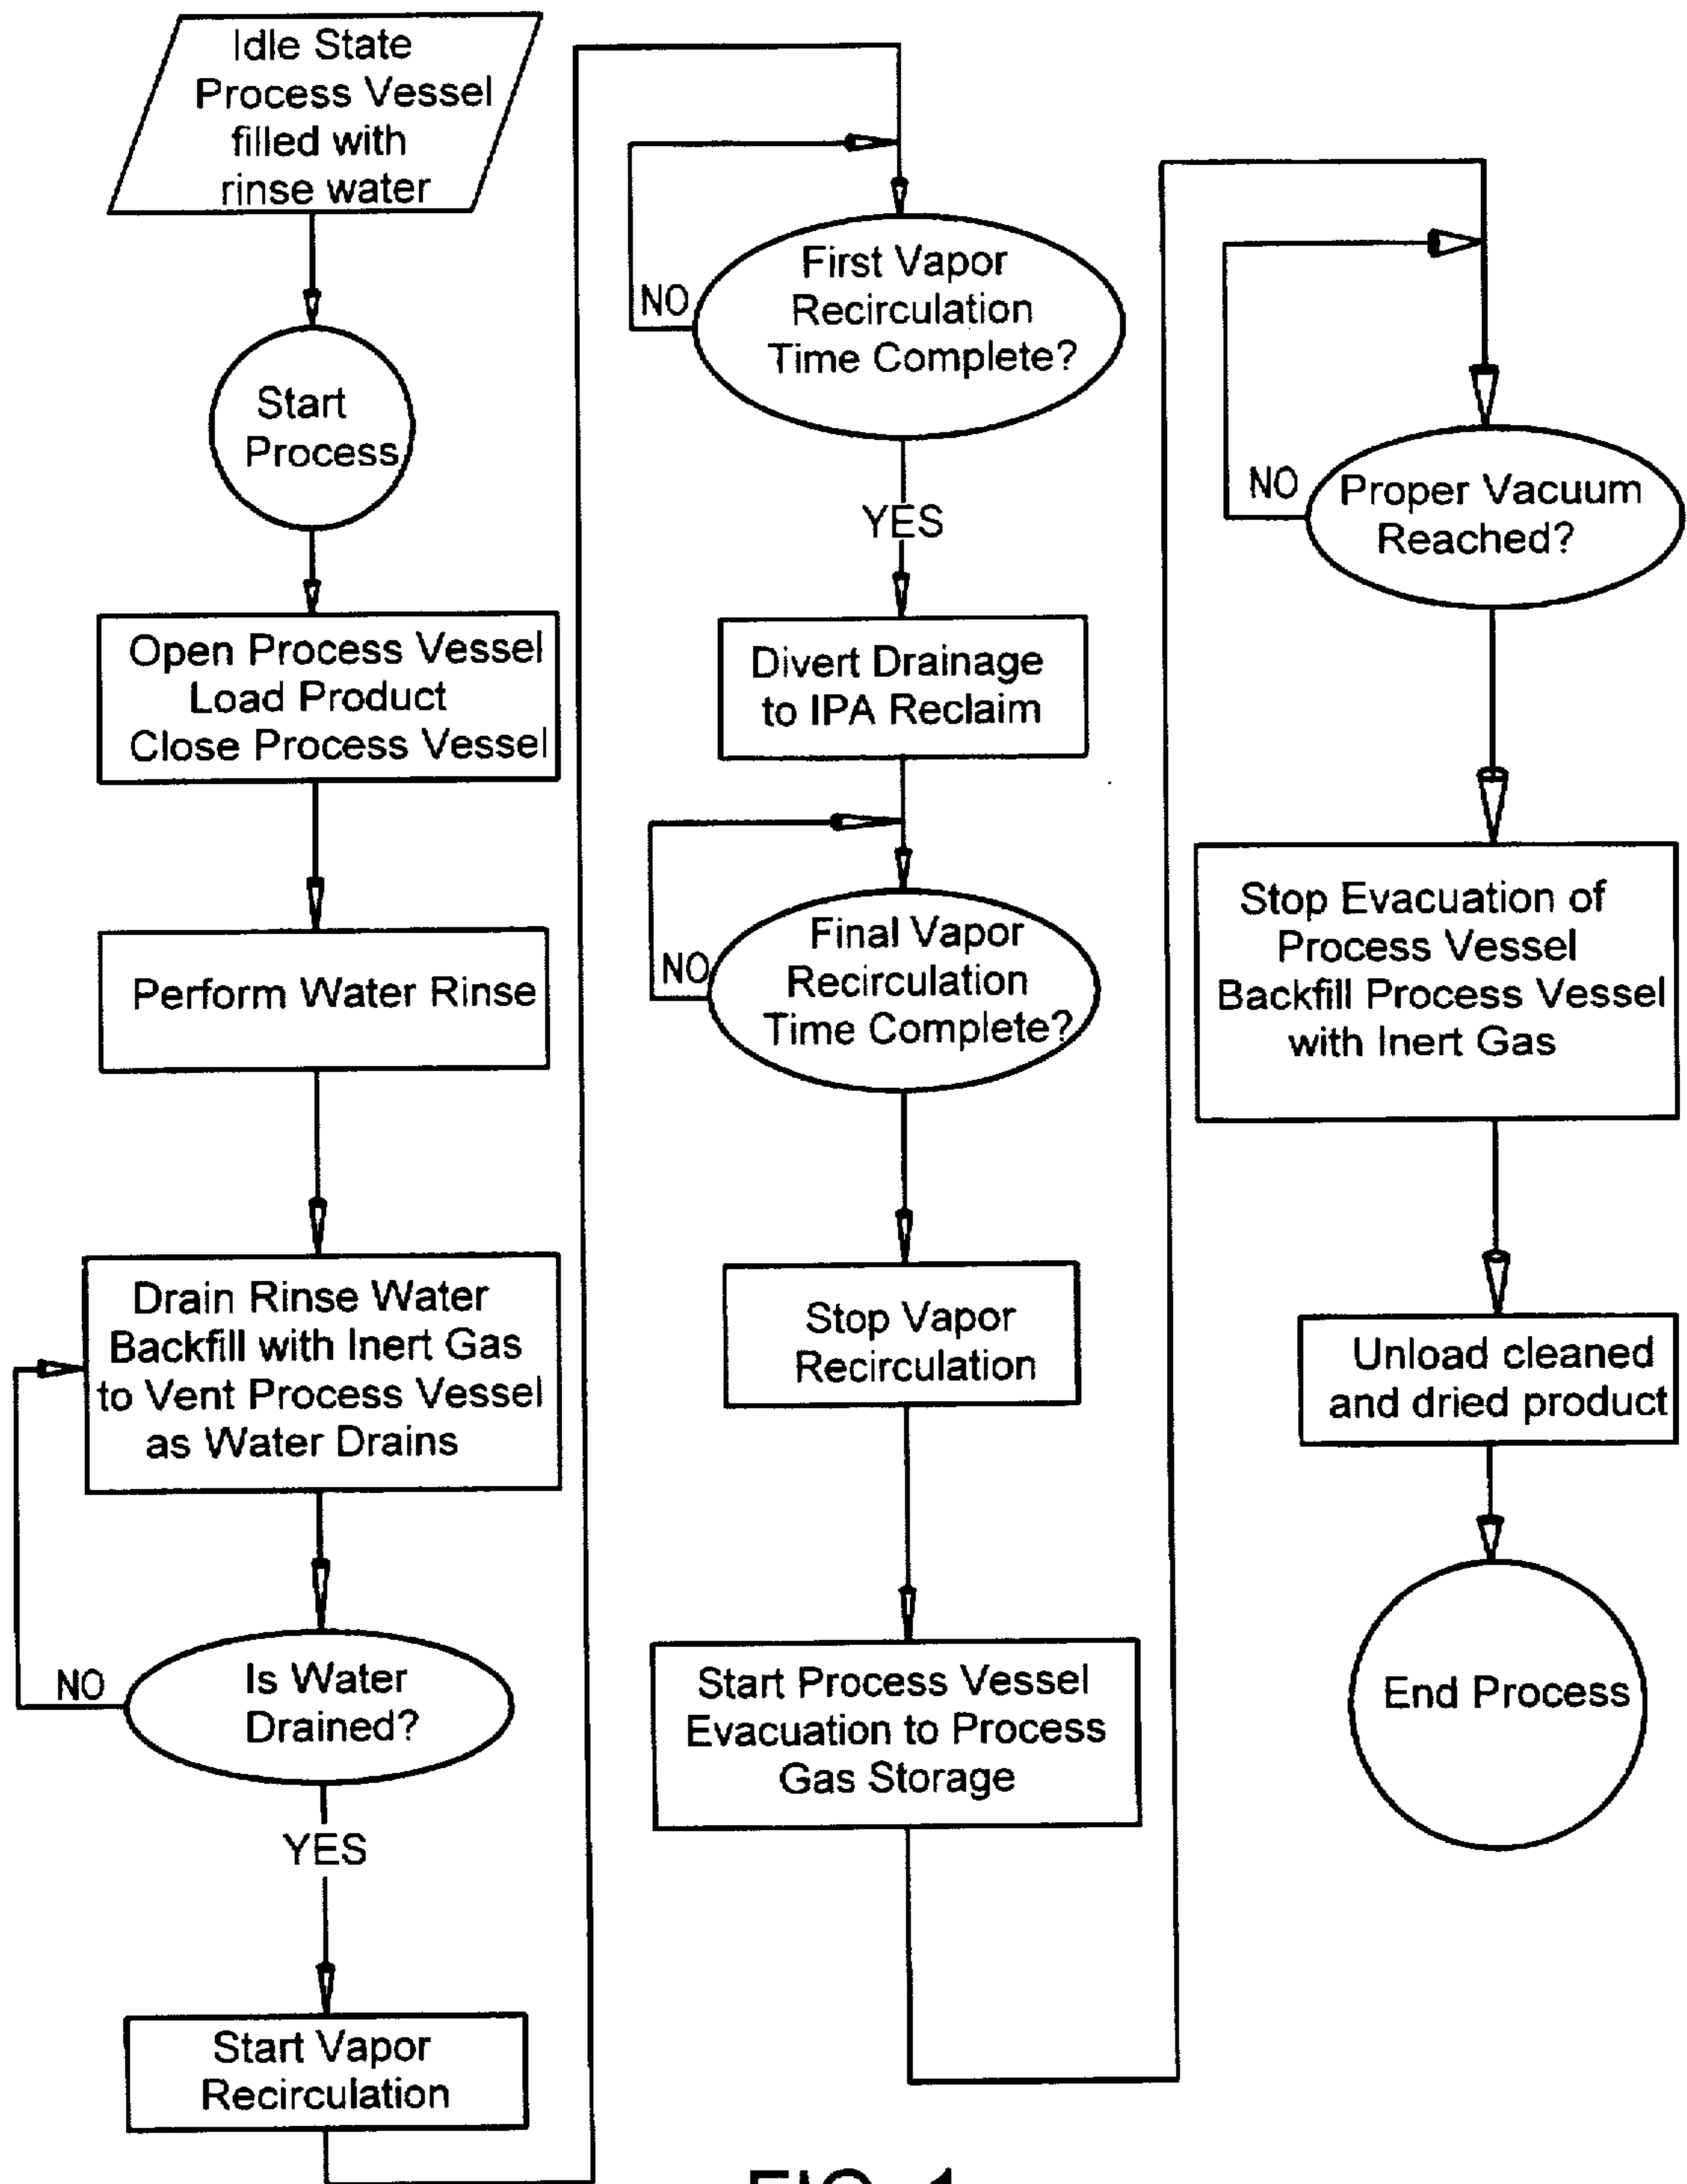 Idle State
Process Vessel
filled with
rinse water
Start
Process
Open Process Vessel
Load Product
Close Process Vessel
Perform Water Rinse
Drain Rinse Water
Backfill with Inert Gas
to Vent Process Vessel
as Water Drains
NO
Is Water
Drained?
YES
Start Vapor
Recirculation
First Vapor
Recirculation
Time Complete?
NO
YES
Divert Drainage
to IPA Reclaim
Final Vapor
Recirculation
Time Complete?
NO
Stop Vapor
Recirculation
Start Process Vessel
Evacuation to Process
Gas Storage
NO
Proper Vacuum
Reached?
Stop Evacuation of
Process Vessel
Backfill Process Vessel
with Inert Gas
Unload cleaned
and dried product
End Process
FIG. 1